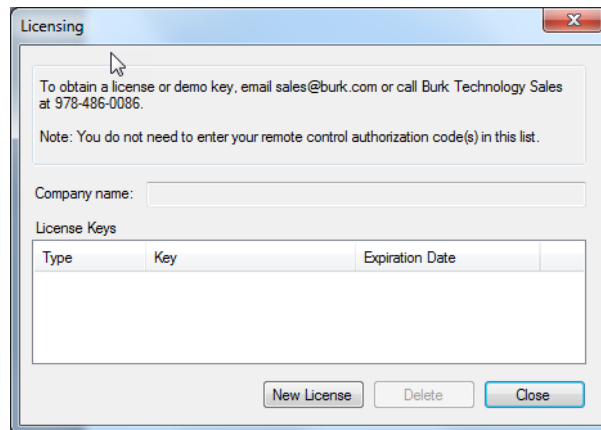 Licensing
To obtain a license or demo key, email sales@burk.com or call Burk Technology Sales
at 978-486-0086.
Note: You do not need to enter your remote control authorization code(s) in this list.
Company name:
License Keys
Type Key Expiration Date
New License Delete Close